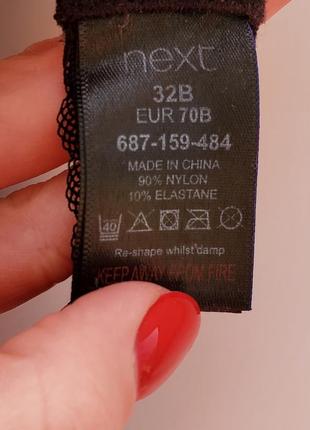 next
32B
EUR 70B
687-159-484
MADE IN CHINA
90% NYLON
10% ELASTANE
40
Re-shape whilst damp
KEEP AWAY FROM FIRE